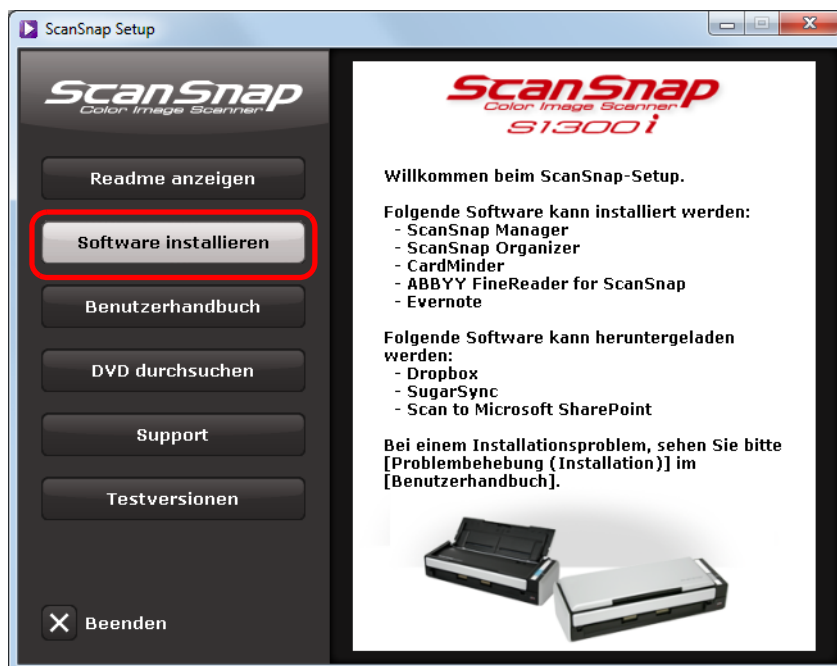 ScanSnap Setup
ScanSnap
Color Image Scanner
Readme anzeigen
Software installieren
Benutzerhandbuch
DVD durchsuchen
Support
Testversionen
Beenden
ScanSnap
Color Image Scanner
S1300i
Willkommen beim ScanSnap-Setup.
Folgende Software kann installiert werden:
- ScanSnap Manager
- ScanSnap Organizer
- CardMinder
- ABBYY FineReader for ScanSnap
- Evernote
Folgende Software kann heruntergeladen
werden:
- Dropbox
- SugarSync
- Scan to Microsoft SharePoint
Bei einem Installationsproblem, sehen Sie bitte
[Problembehebung (Installation)] im
[Benutzerhandbuch].